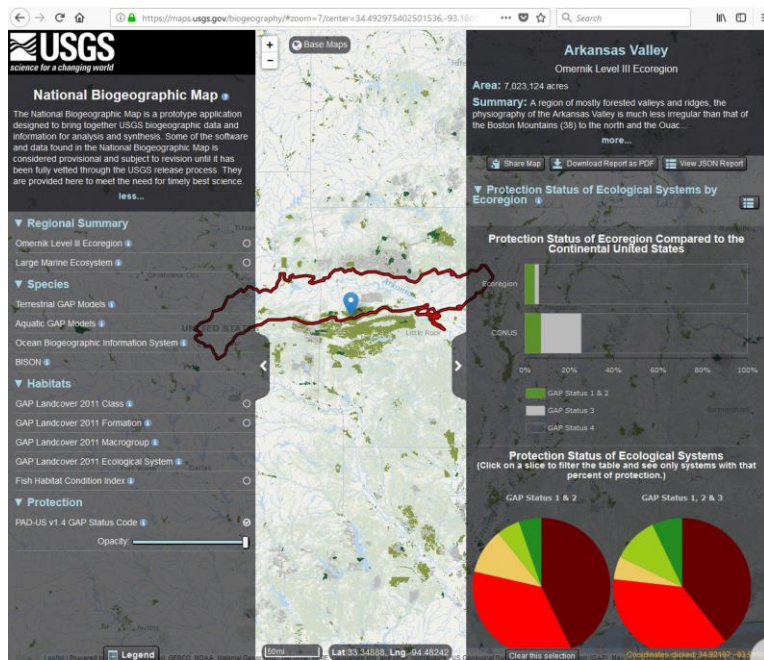 https://maps.usgs.gov/biogeography/#zoom=7/center=34.492975402501536,-93.180
Search
USGS
science for a changing world
National Biogeographic Map
The National Biogeographic Map is a prototype application
designed to bring together USGS biogeographic data and
information for analysis and synthesis. Some of the software
and data found in the National Biogeographic Map is
considered provisional and subject to revision until it has
been fully vetted through the USGS release process. They
are provided here to meet the need for timely best science.
less...
▼ Regional Summary
Omernik Level III Ecoregion
Large Marine Ecosystem
▼ Species
Terrestrial GAP Models
Aquatic GAP Models
Ocean Biogeographic Information System
BISON
▼ Habitats
GAP Landcover 2011 Class
GAP Landcover 2011 Formation
GAP Landcover 2011 Macrogroup
GAP Landcover 2011 Ecological System
Fish Habitat Condition Index
▼ Protection
PAD-US v1.4 GAP Status Code
Opacity:
Legend
+
−
Base Maps
UNITED STATES
Arkansas
Little Rock
50mi
Lat:33.34888, Lng:-94.48242
Arkansas Valley
Omernik Level III Ecoregion
Area: 7,023,124 acres
Summary: A region of mostly forested valleys and ridges, the
physiography of the Arkansas Valley is much less irregular than that of
the Boston Mountains (38) to the north and the Ouac...
more...
Share Map
Download Report as PDF
View JSON Report
▼ Protection Status of Ecological Systems by
Ecoregion
Protection Status of Ecoregion Compared to the
Continental United States
Ecoregion
CONUS
0% 20% 40% 60% 80% 100%
GAP Status 1 & 2
GAP Status 3
GAP Status 4
Protection Status of Ecological Systems
(Click on a slice to filter the table and see only systems with that
percent of protection.)
GAP Status 1 & 2
GAP Status 1, 2 & 3
Clear this selection